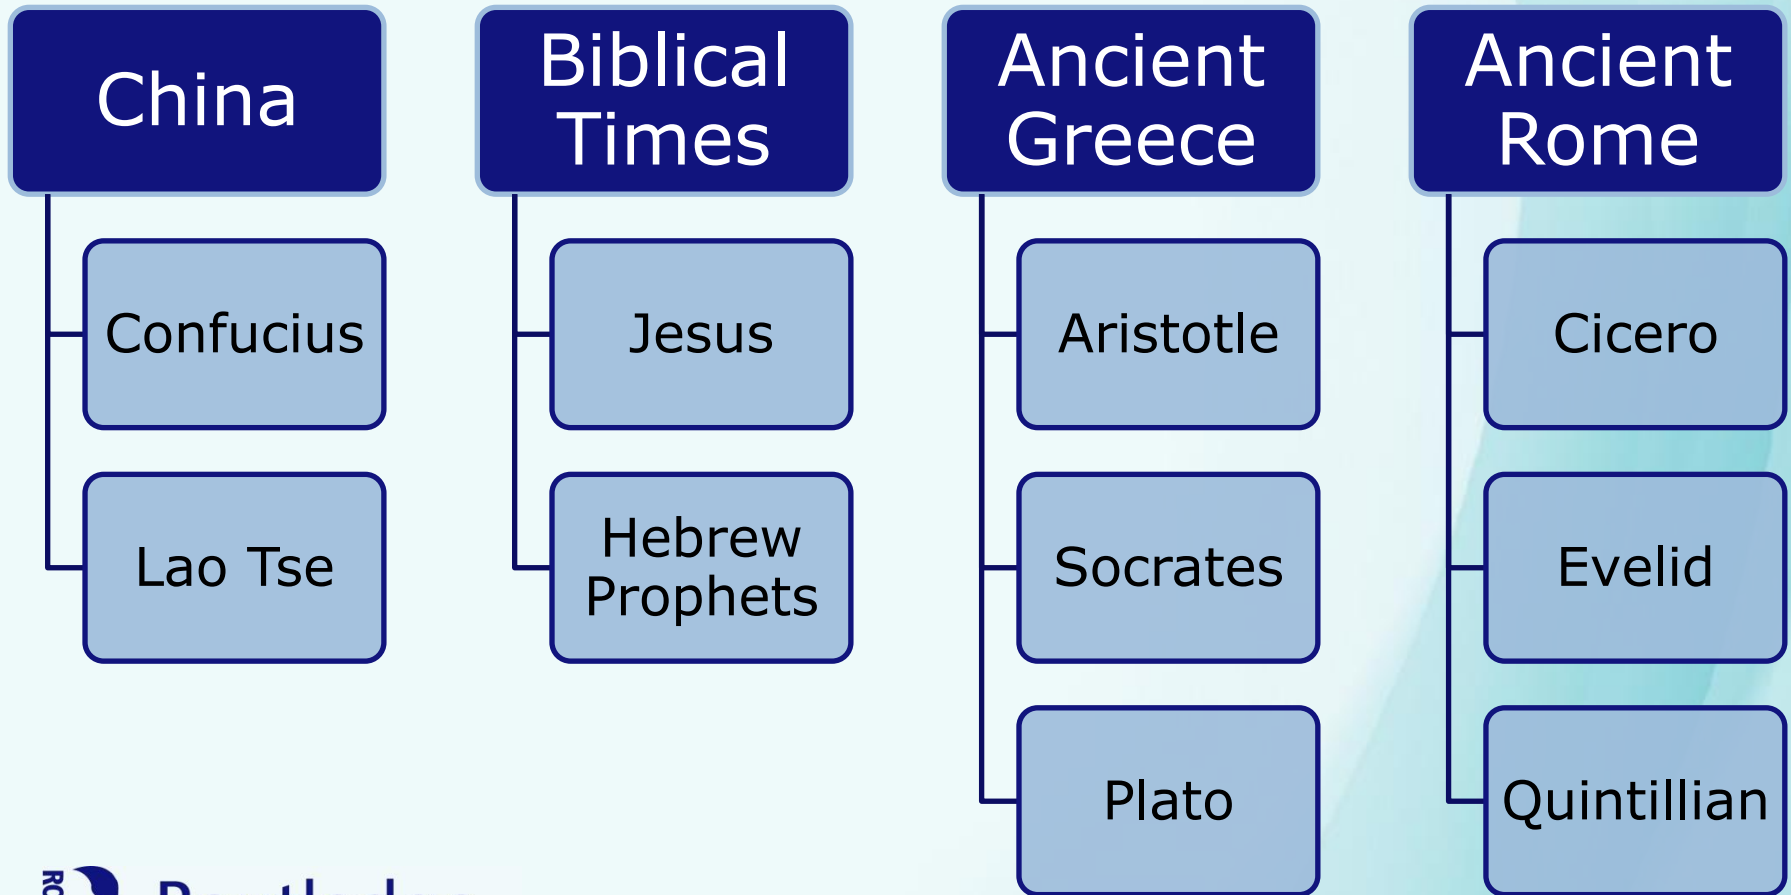 China
Confucius
Lao Tse
Biblical
Times
Jesus
Hebrew
Prophets
Ancient
Greece
Aristotle
Socrates
Plato
Ancient
Rome
Cicero
Evelid
Quintillian